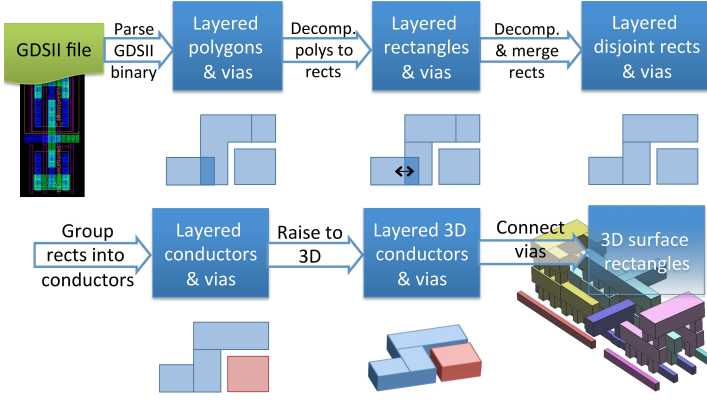 GDSII file
Parse
GDSII
binary
Layered
polygons
& vias
Decomp.
polys to
rects
Layered
rectangles
& vias
Decomp.
& merge
rects
Layered
disjoint rects
& vias
Group
rects into
conductors
Layered
conductors
& vias
Raise to
3D
Layered 3D
conductors
& vias
Connect
vias
3D surface
rectangles